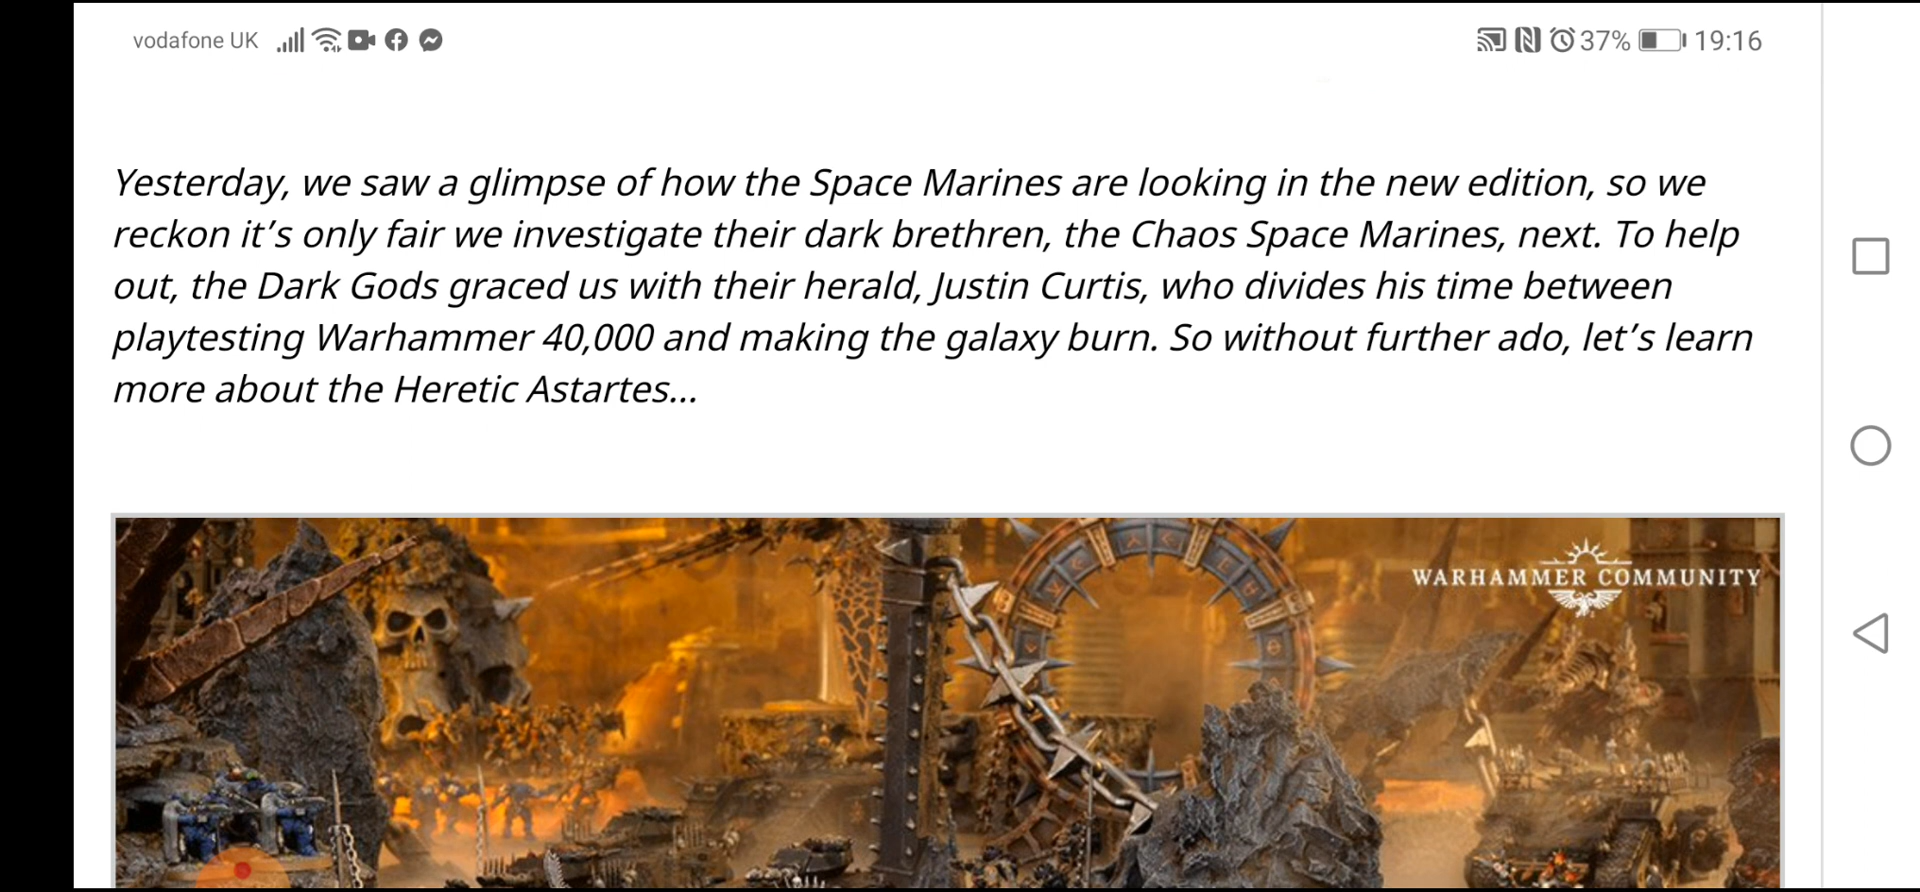 vodafone UK 37% 19:16
Yesterday, we saw a glimpse of how the Space Marines are looking in the new edition, so we
reckon it’s only fair we investigate their dark brethren, the Chaos Space Marines, next. To help
out, the Dark Gods graced us with their herald, Justin Curtis, who divides his time between
playtesting Warhammer 40,000 and making the galaxy burn. So without further ado, let’s learn
more about the Heretic Astartes...
WARHAMMER COMMUNITY